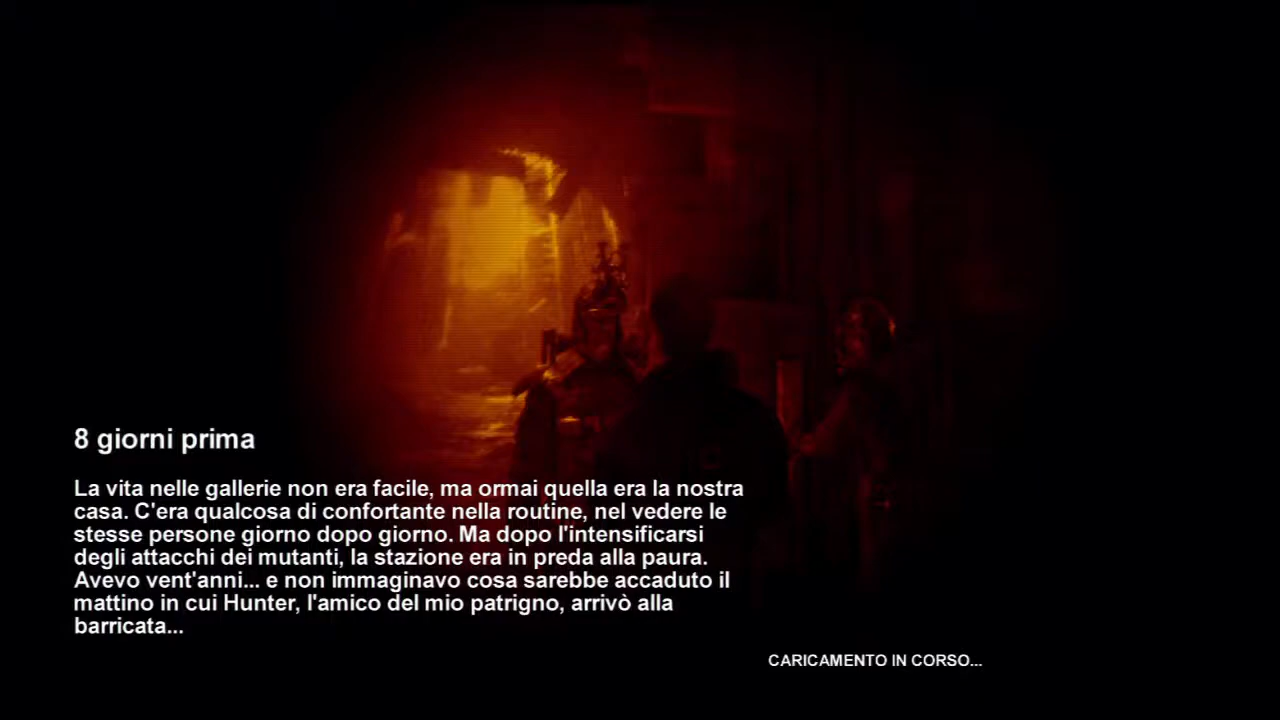 8 giorni prima
La vita nelle gallerie non era facile, ma ormai quella era la nostra
casa. C'era qualcosa di confortante nella routine, nel vedere le
stesse persone giorno dopo giorno. Ma dopo l'intensificarsi
degli attacchi dei mutanti, la stazione era in preda alla paura.
Avevo vent'anni... e non immaginavo cosa sarebbe accaduto il
mattino in cui Hunter, l'amico del mio patrigno, arrivò alla
barricata...
CARICAMENTO IN CORSO...